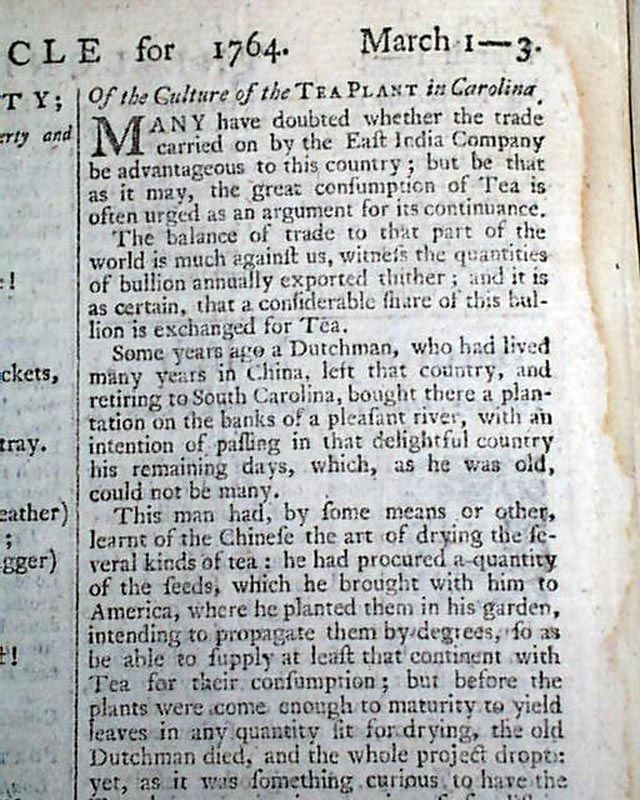 CLE for 1764. March 1—3.
TY;
erty and
!
ckets,
tray.
eather)
;
gger)
!
Of the Culture of the TEA PLANT in Carolina.
MANY have doubted whether the trade
carried on by the Eaſt India Company
be advantageous to this country; but be that
as it may, the great conſumption of Tea is
often urged as an argument for its continuance.
The balance of trade to that part of the
world is much againſt us, witneſs the quantities
of bullion annually exported thither; and it is
as certain, that a conſiderable ſhare of this bul-
lion is exchanged for Tea.
Some years ago a Dutchman, who had lived
many years in China, left that country, and
retiring to South Carolina, bought there a plan-
tation on the banks of a pleaſant river, with an
intention of paſſing in that delightful country
his remaining days, which, as he was old,
could not be many.
This man had, by ſome means or other,
learnt of the Chineſe the art of drying the ſe-
veral kinds of tea: he had procured a quantity
of the ſeeds, which he brought with him to
America, where he planted them in his garden,
intending to propagate them by degrees, ſo as
be able to ſupply at leaſt that continent with
Tea for their conſumption; but before the
plants were come enough to maturity to yield
leaves in any quantity fit for drying, the old
Dutchman died, and the whole project dropt:
yet, as it was ſomething curious to have the